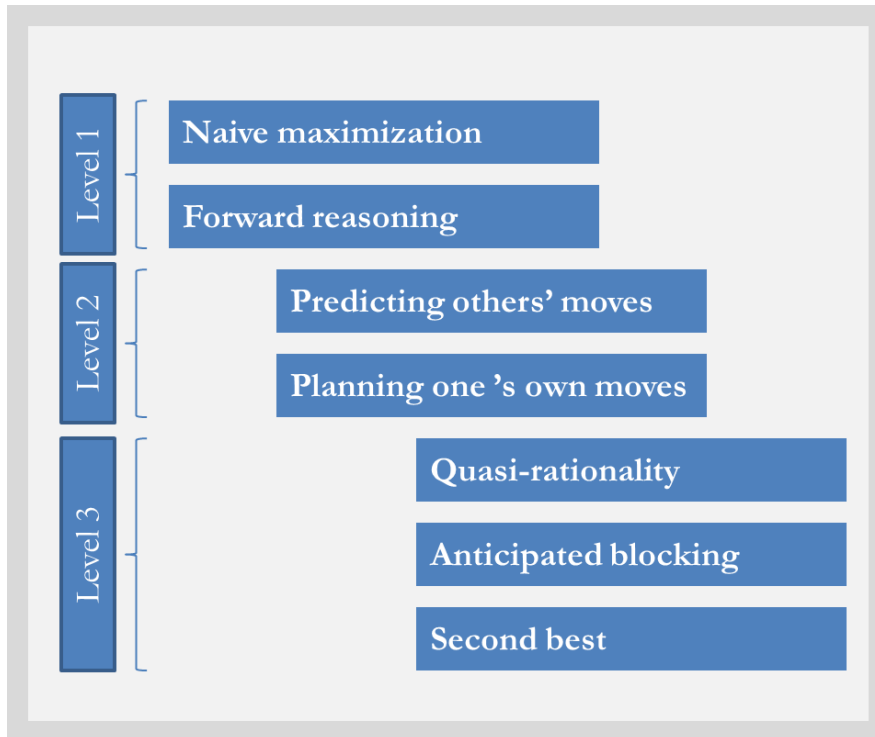 Level 1
Naive maximization
Forward reasoning
Level 2
Predicting others’ moves
Planning one ’s own moves
Level 3
Quasi-rationality
Anticipated blocking
Second best